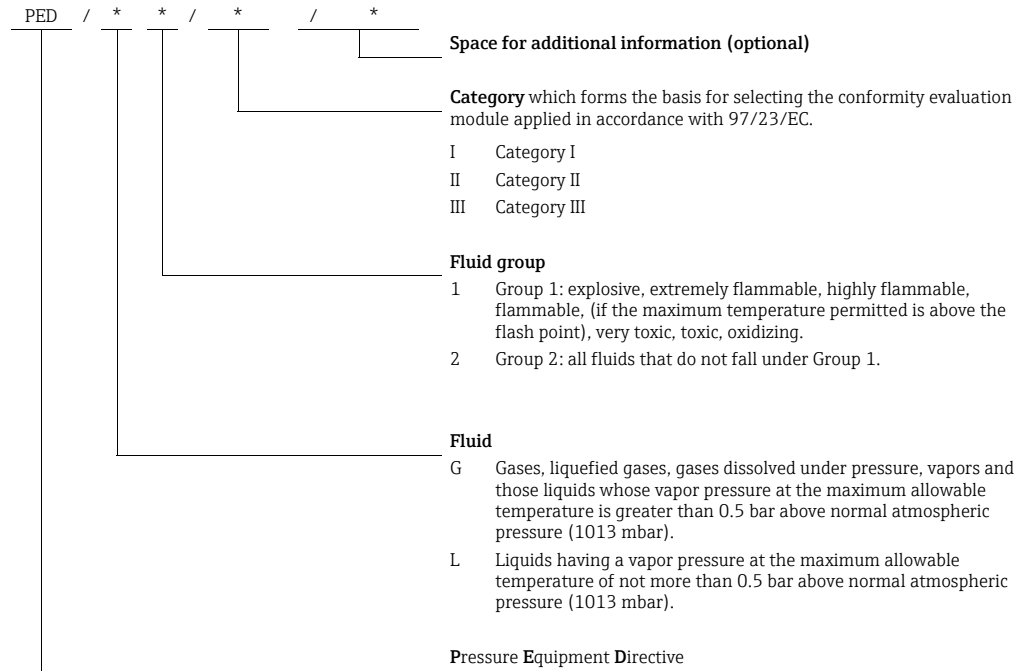 PED / * * / * / *
Space for additional information (optional)
Category which forms the basis for selecting the conformity evaluation
module applied in accordance with 97/23/EC.
I Category I
II Category II
III Category III
Fluid group
1 Group 1: explosive, extremely flammable, highly flammable,
flammable, (if the maximum temperature permitted is above the
flash point), very toxic, toxic, oxidizing.
2 Group 2: all fluids that do not fall under Group 1.
Fluid
G Gases, liquefied gases, gases dissolved under pressure, vapors and
those liquids whose vapor pressure at the maximum allowable
temperature is greater than 0.5 bar above normal atmospheric
pressure (1013 mbar).
L Liquids having a vapor pressure at the maximum allowable
temperature of not more than 0.5 bar above normal atmospheric
pressure (1013 mbar).
Pressure Equipment Directive